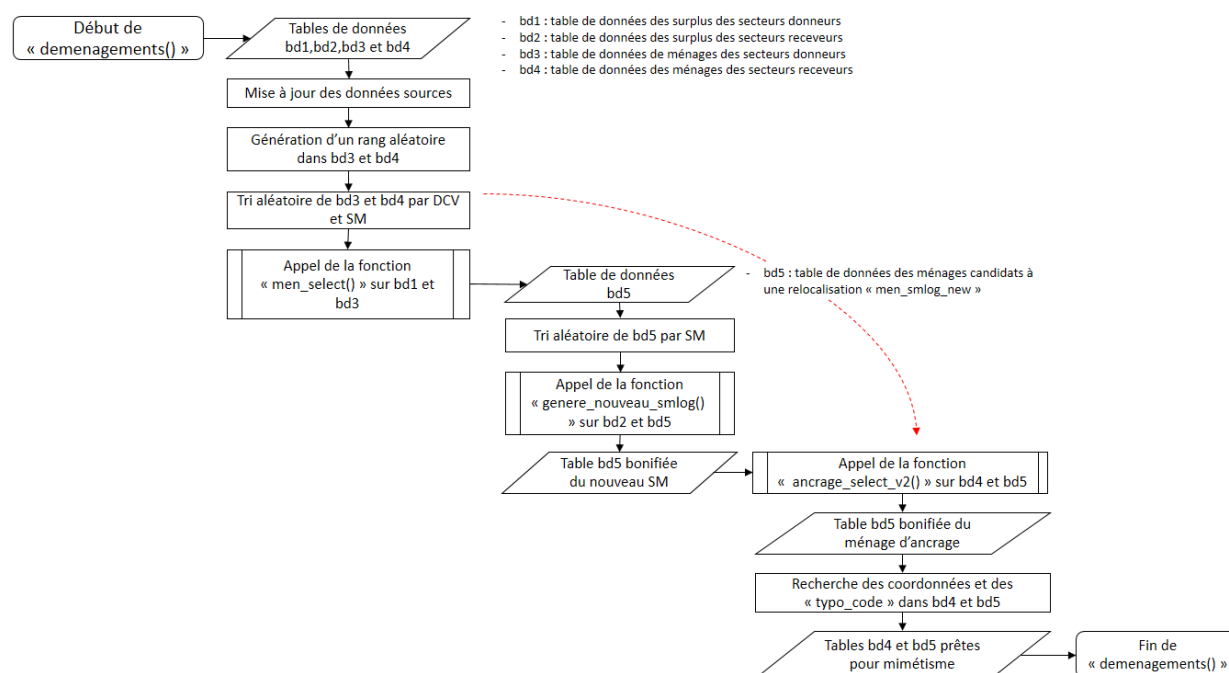 Début de
« demenagements() »
Tables de données
bd1,bd2,bd3 et bd4
- bd1 : table de données des surplus des secteurs donneurs
- bd2 : table de données des surplus des secteurs receveurs
- bd3 : table de données de ménages des secteurs donneurs
- bd4 : table de données des ménages des secteurs receveurs
Mise à jour des données sources
Génération d’un rang aléatoire
dans bd3 et bd4
Tri aléatoire de bd3 et bd4 par DCV
et SM
Appel de la fonction
« men_select() » sur bd1 et
bd3
Table de données
bd5
- bd5 : table de données des ménages candidats à
une relocalisation « men_smlog_new »
Tri aléatoire de bd5 par SM
Appel de la fonction
« genere_nouveau_smlog()
» sur bd2 et bd5
Table bd5 bonifiée
du nouveau SM
Appel de la fonction
« ancrage_select_v2() » sur bd4 et bd5
Table bd5 bonifiée du
ménage d’ancrage
Recherche des coordonnées et des
« typo_code » dans bd4 et bd5
Tables bd4 et bd5 prêtes
pour mimétisme
Fin de
« demenagements() »